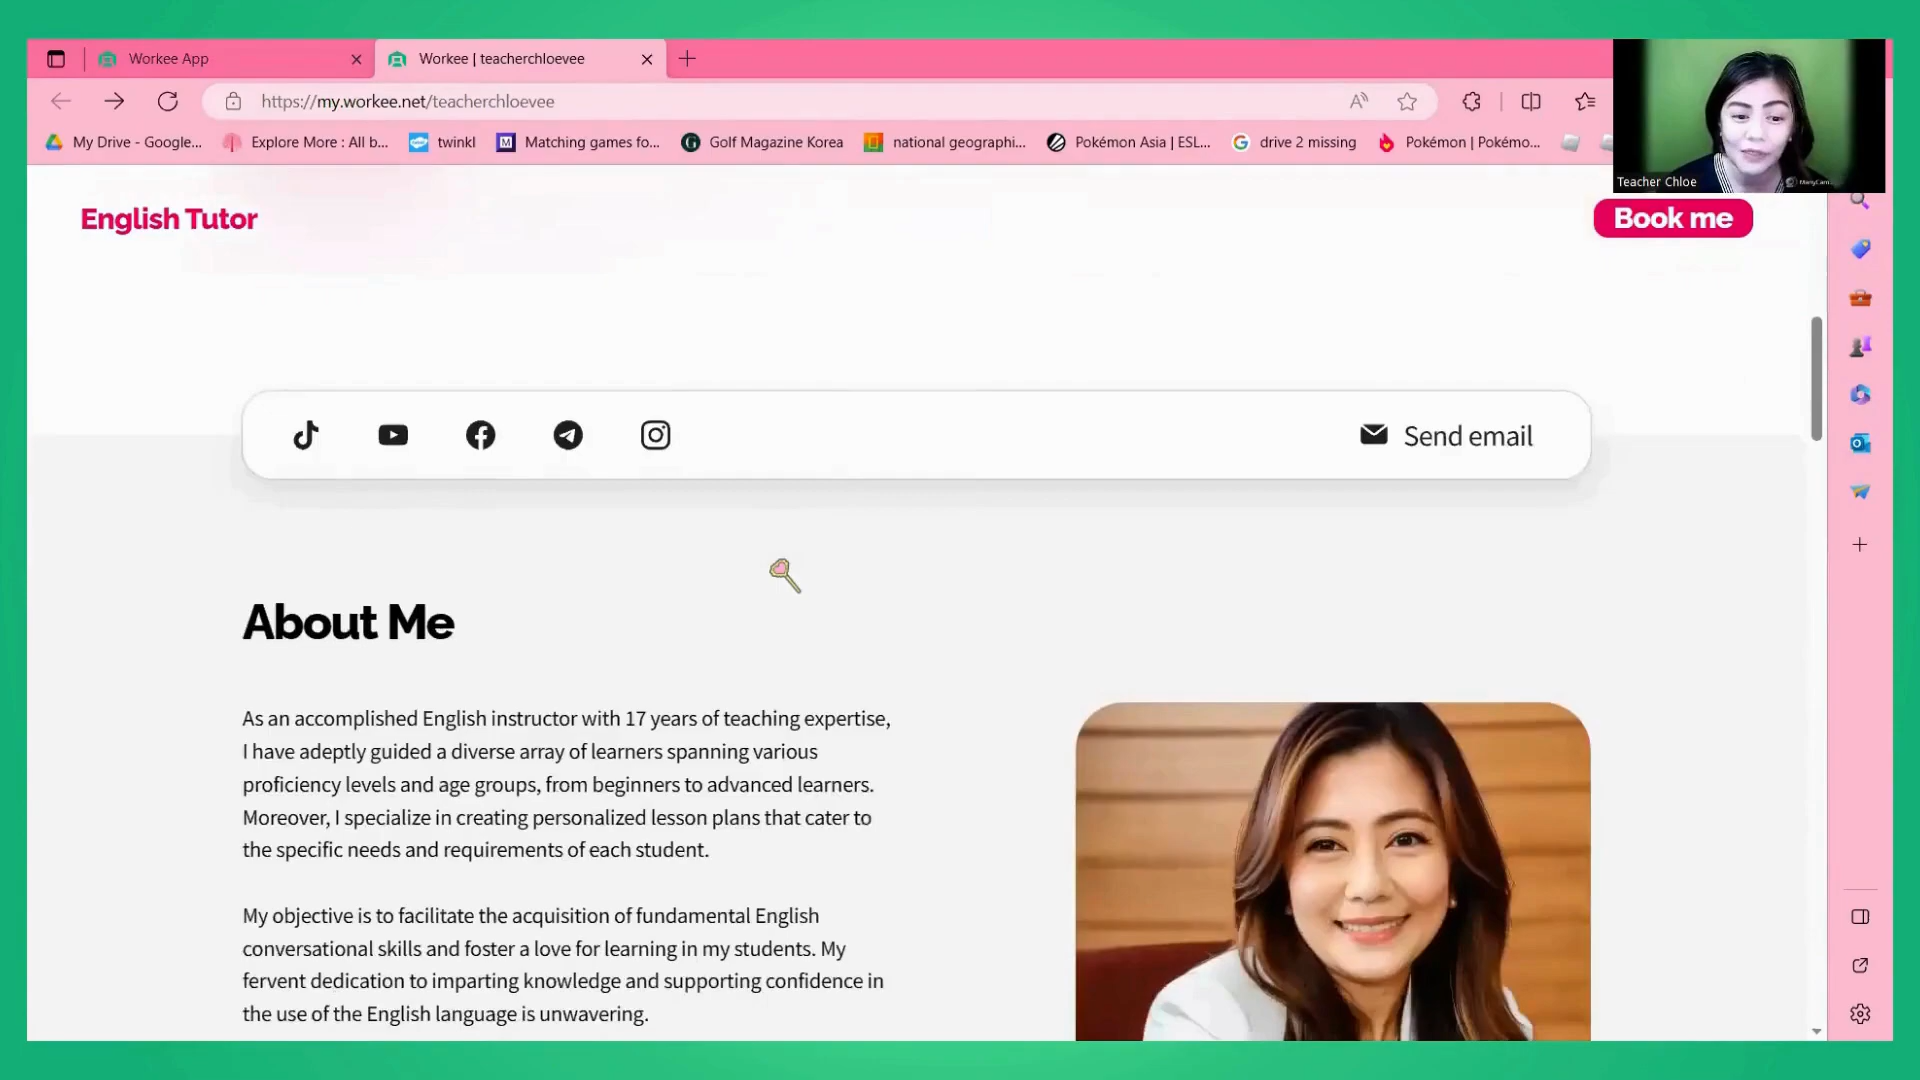 Workee App
Workee | teacherchloevee
https://my.workee.net/teacherchloevee
My Drive - Google...
Explore More : All b...
twinkl
Matching games fo...
Golf Magazine Korea
national geographi...
Pokémon Asia | ESL...
drive 2 missing
Pokémon | Pokémo...
Teacher Chloe
English Tutor
Book me
Send email
About Me
As an accomplished English instructor with 17 years of teaching expertise,
I have adeptly guided a diverse array of learners spanning various
proficiency levels and age groups, from beginners to advanced learners.
Moreover, I specialize in creating personalized lesson plans that cater to
the specific needs and requirements of each student.
My objective is to facilitate the acquisition of fundamental English
conversational skills and foster a love for learning in my students. My
fervent dedication to imparting knowledge and supporting confidence in
the use of the English language is unwavering.